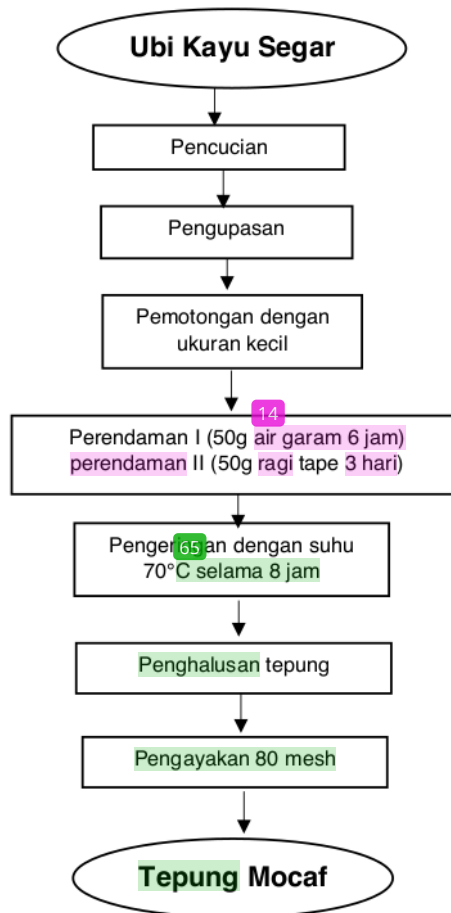 Ubi Kayu Segar
Pencucian
Pengupasan
Pemotongan dengan
ukuran kecil
14
Perendaman I (50g air garam 6 jam)
perendaman II (50g ragi tape 3 hari)
Pengeringan dengan suhu
65
70°C selama 8 jam
Penghalusan tepung
Pengayakan 80 mesh
Tepung Mocaf